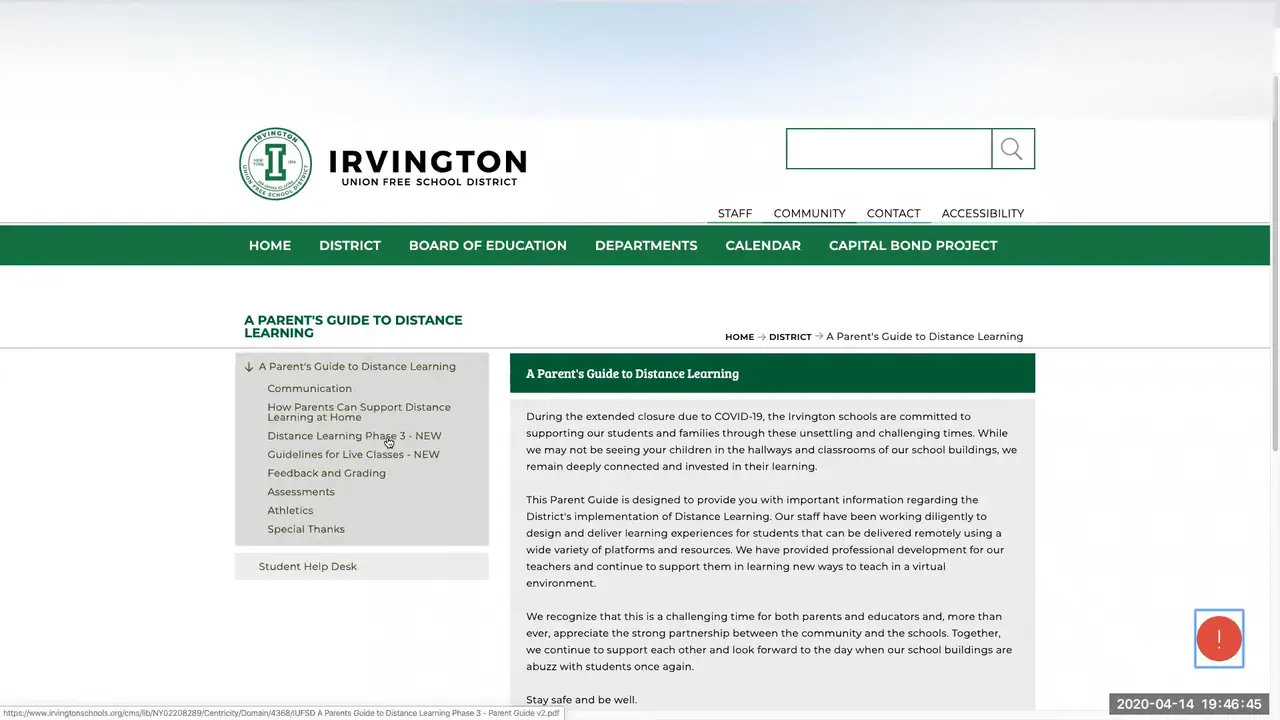 IRVINGTON
UNION FREE SCHOOL DISTRICT
IRVINGTON
UNION FREE SCHOOL DISTRICT
STAFF COMMUNITY CONTACT ACCESSIBILITY
HOME DISTRICT BOARD OF EDUCATION DEPARTMENTS CALENDAR CAPITAL BOND PROJECT
A PARENT'S GUIDE TO DISTANCE
LEARNING
HOME → DISTRICT → A Parent's Guide to Distance Learning
↓ A Parent's Guide to Distance Learning
Communication
How Parents Can Support Distance
Learning at Home
Distance Learning Phase 3 - NEW
Guidelines for Live Classes - NEW
Feedback and Grading
Assessments
Athletics
Special Thanks
Student Help Desk
A Parent's Guide to Distance Learning
During the extended closure due to COVID-19, the Irvington schools are committed to
supporting our students and families through these unsettling and challenging times. While
we may not be seeing your children in the hallways and classrooms of our school buildings, we
remain deeply connected and invested in their learning.
This Parent Guide is designed to provide you with important information regarding the
District's implementation of Distance Learning. Our staff have been working diligently to
design and deliver learning experiences for students that can be delivered remotely using a
wide variety of platforms and resources. We have provided professional development for our
teachers and continue to support them in learning new ways to teach in a virtual
environment.
We recognize that this is a challenging time for both parents and educators and, more than
ever, appreciate the strong partnership between the community and the schools. Together,
we continue to support each other and look forward to the day when our school buildings are
abuzz with students once again.
Stay safe and be well.
https://www.irvingtonschools.org/cms/lib/NY02208289/Centricity/Domain/4368/IUFSD A Parents Guide to Distance Learning Phase 3 - Parent Guide v2.pdf
2020-04-14 19:46:45